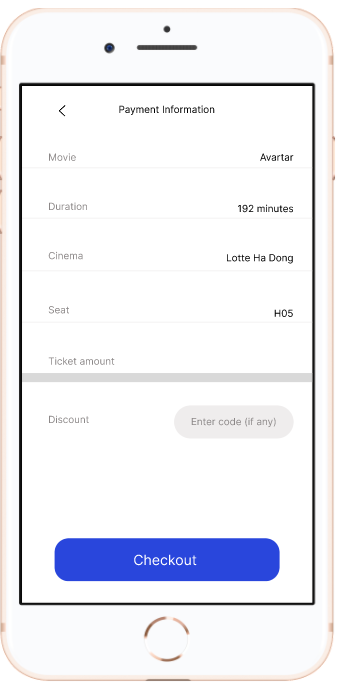 Payment Information
Movie Avartar
Duration 192 minutes
Cinema Lotte Ha Dong
Seat H05
Ticket amount
Discount Enter code (if any)
Checkout